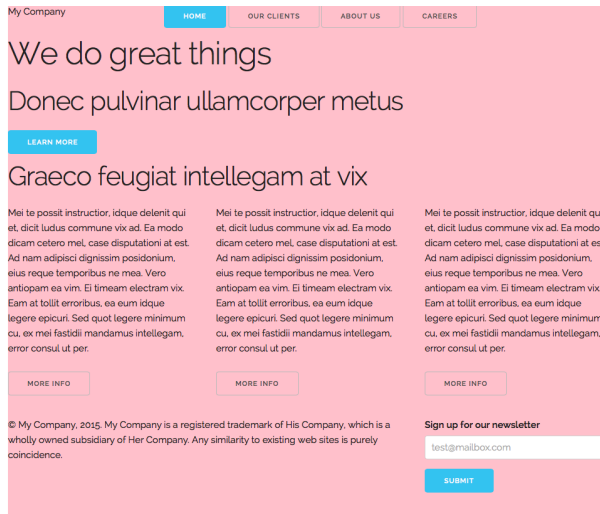 My Company
HOME
OUR CLIENTS
ABOUT US
CAREERS
We do great things
Donec pulvinar ullamcorper metus
LEARN MORE
Graeco feugiat intellegam at vix
Mei te possit instructior, idque delenit qui
et, dicit ludus commune vix ad. Ea modo
dicam cetero mel, case disputationi at est.
Ad nam adipisci dignissim posidonium,
eius reque temporibus ne mea. Vero
antiopam ea vim. Ei timeam electram vix.
Eam at tollit erroribus, ea eum idque
legere epicuri. Sed quot legere minimum
cu, ex mei fastidii mandamus intellegam,
error consul ut per.
MORE INFO
Mei te possit instructior, idque delenit qui
et, dicit ludus commune vix ad. Ea modo
dicam cetero mel, case disputationi at est.
Ad nam adipisci dignissim posidonium,
eius reque temporibus ne mea. Vero
antiopam ea vim. Ei timeam electram vix.
Eam at tollit erroribus, ea eum idque
legere epicuri. Sed quot legere minimum
cu, ex mei fastidii mandamus intellegam,
error consul ut per.
MORE INFO
Mei te possit instructior, idque delenit qu
et, dicit ludus commune vix ad. Ea modo
dicam cetero mel, case disputationi at es
Ad nam adipisci dignissim posidonium,
eius reque temporibus ne mea. Vero
antiopam ea vim. Ei timeam electram vix.
Eam at tollit erroribus, ea eum idque
legere epicuri. Sed quot legere minimum
cu, ex mei fastidii mandamus intellegam,
error consul ut per.
MORE INFO
© My Company, 2015. My Company is a registered trademark of His Company, which is a
wholly owned subsidiary of Her Company. Any similarity to existing web sites is purely
coincidence.
Sign up for our newsletter
test@mailbox.com
SUBMIT